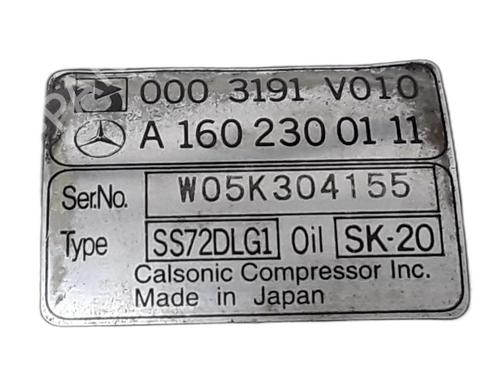 000 3191 V010
A 160 230 01 11
Ser.No. W05K304155
Type SS72DLG1 Oil SK-20
Calsonic Compressor Inc.
Made in Japan